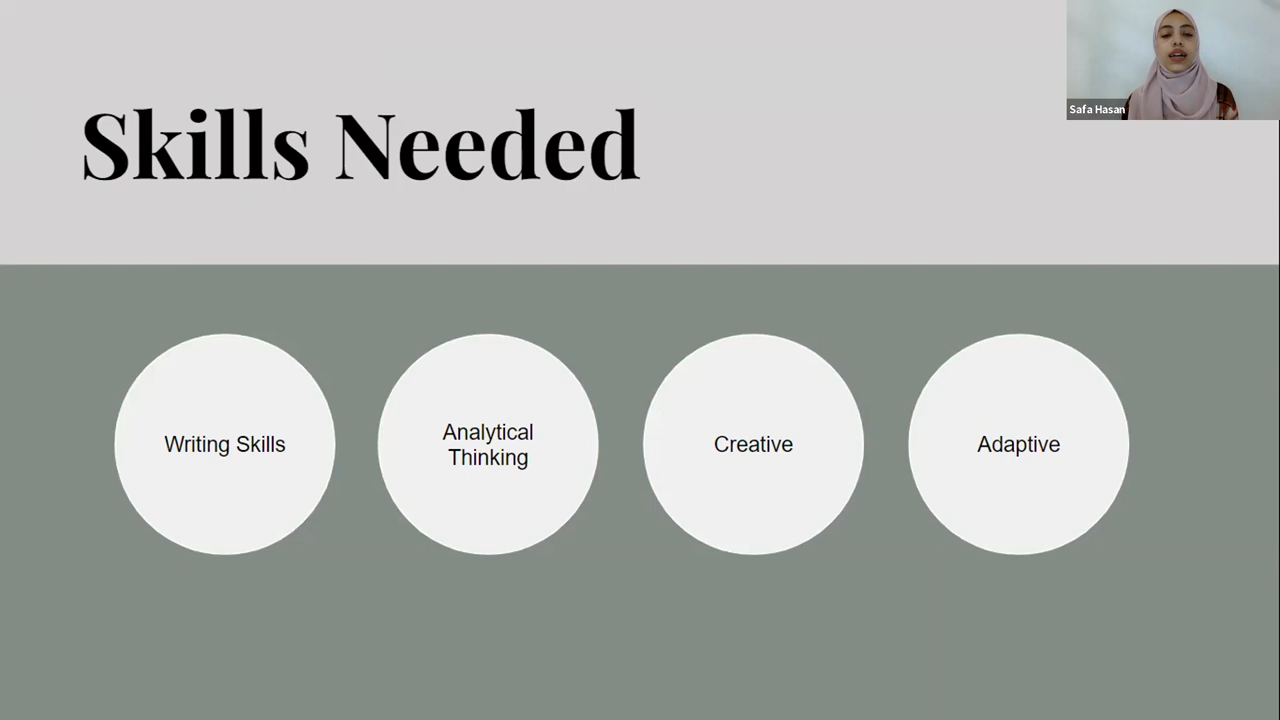 Skills Needed
Safa Hasan
Writing Skills
Analytical
Thinking
Creative
Adaptive